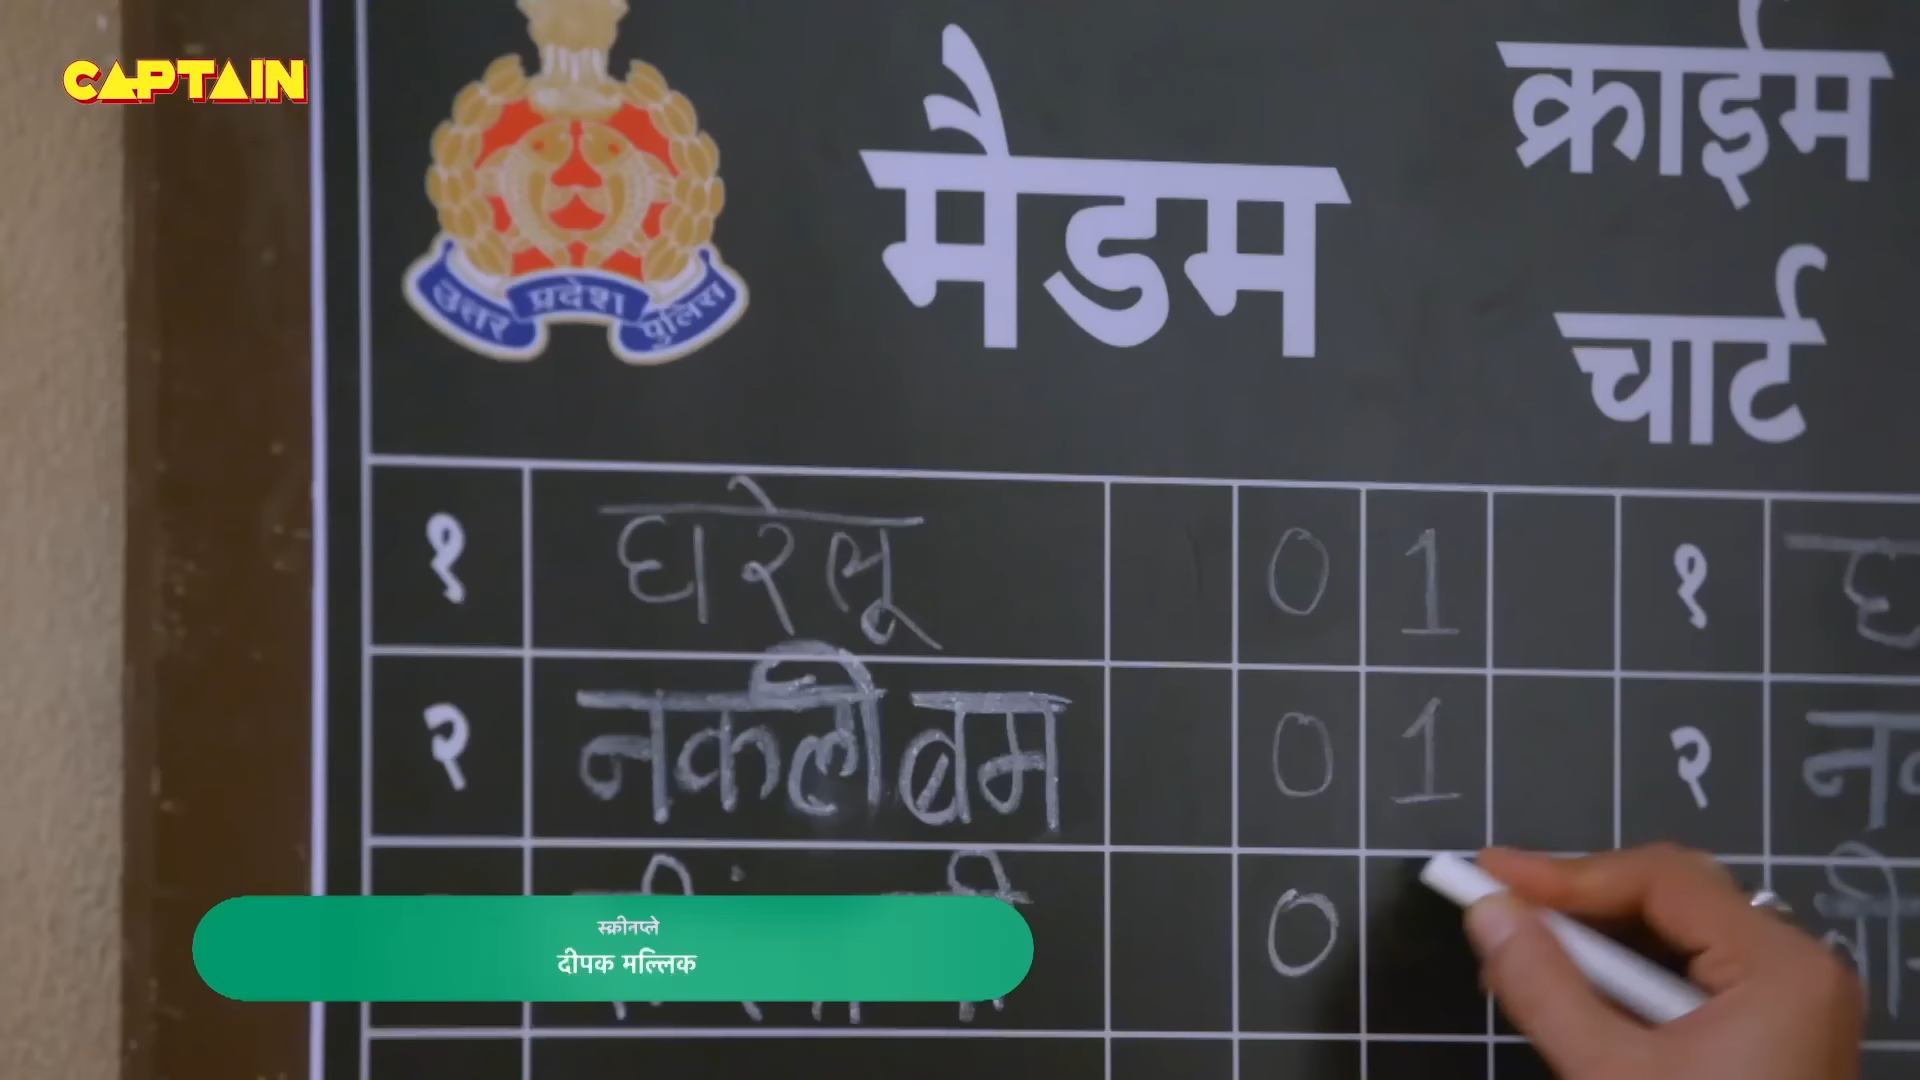 CAPTAIN
क्राईम
मैडम
चार्ट
उत्तर प्रदेश पुलिस
१ घरेलू 0 1 १
२ नकली बम 0 1 २
0
स्क्रीनप्ले
दीपक मल्लिक